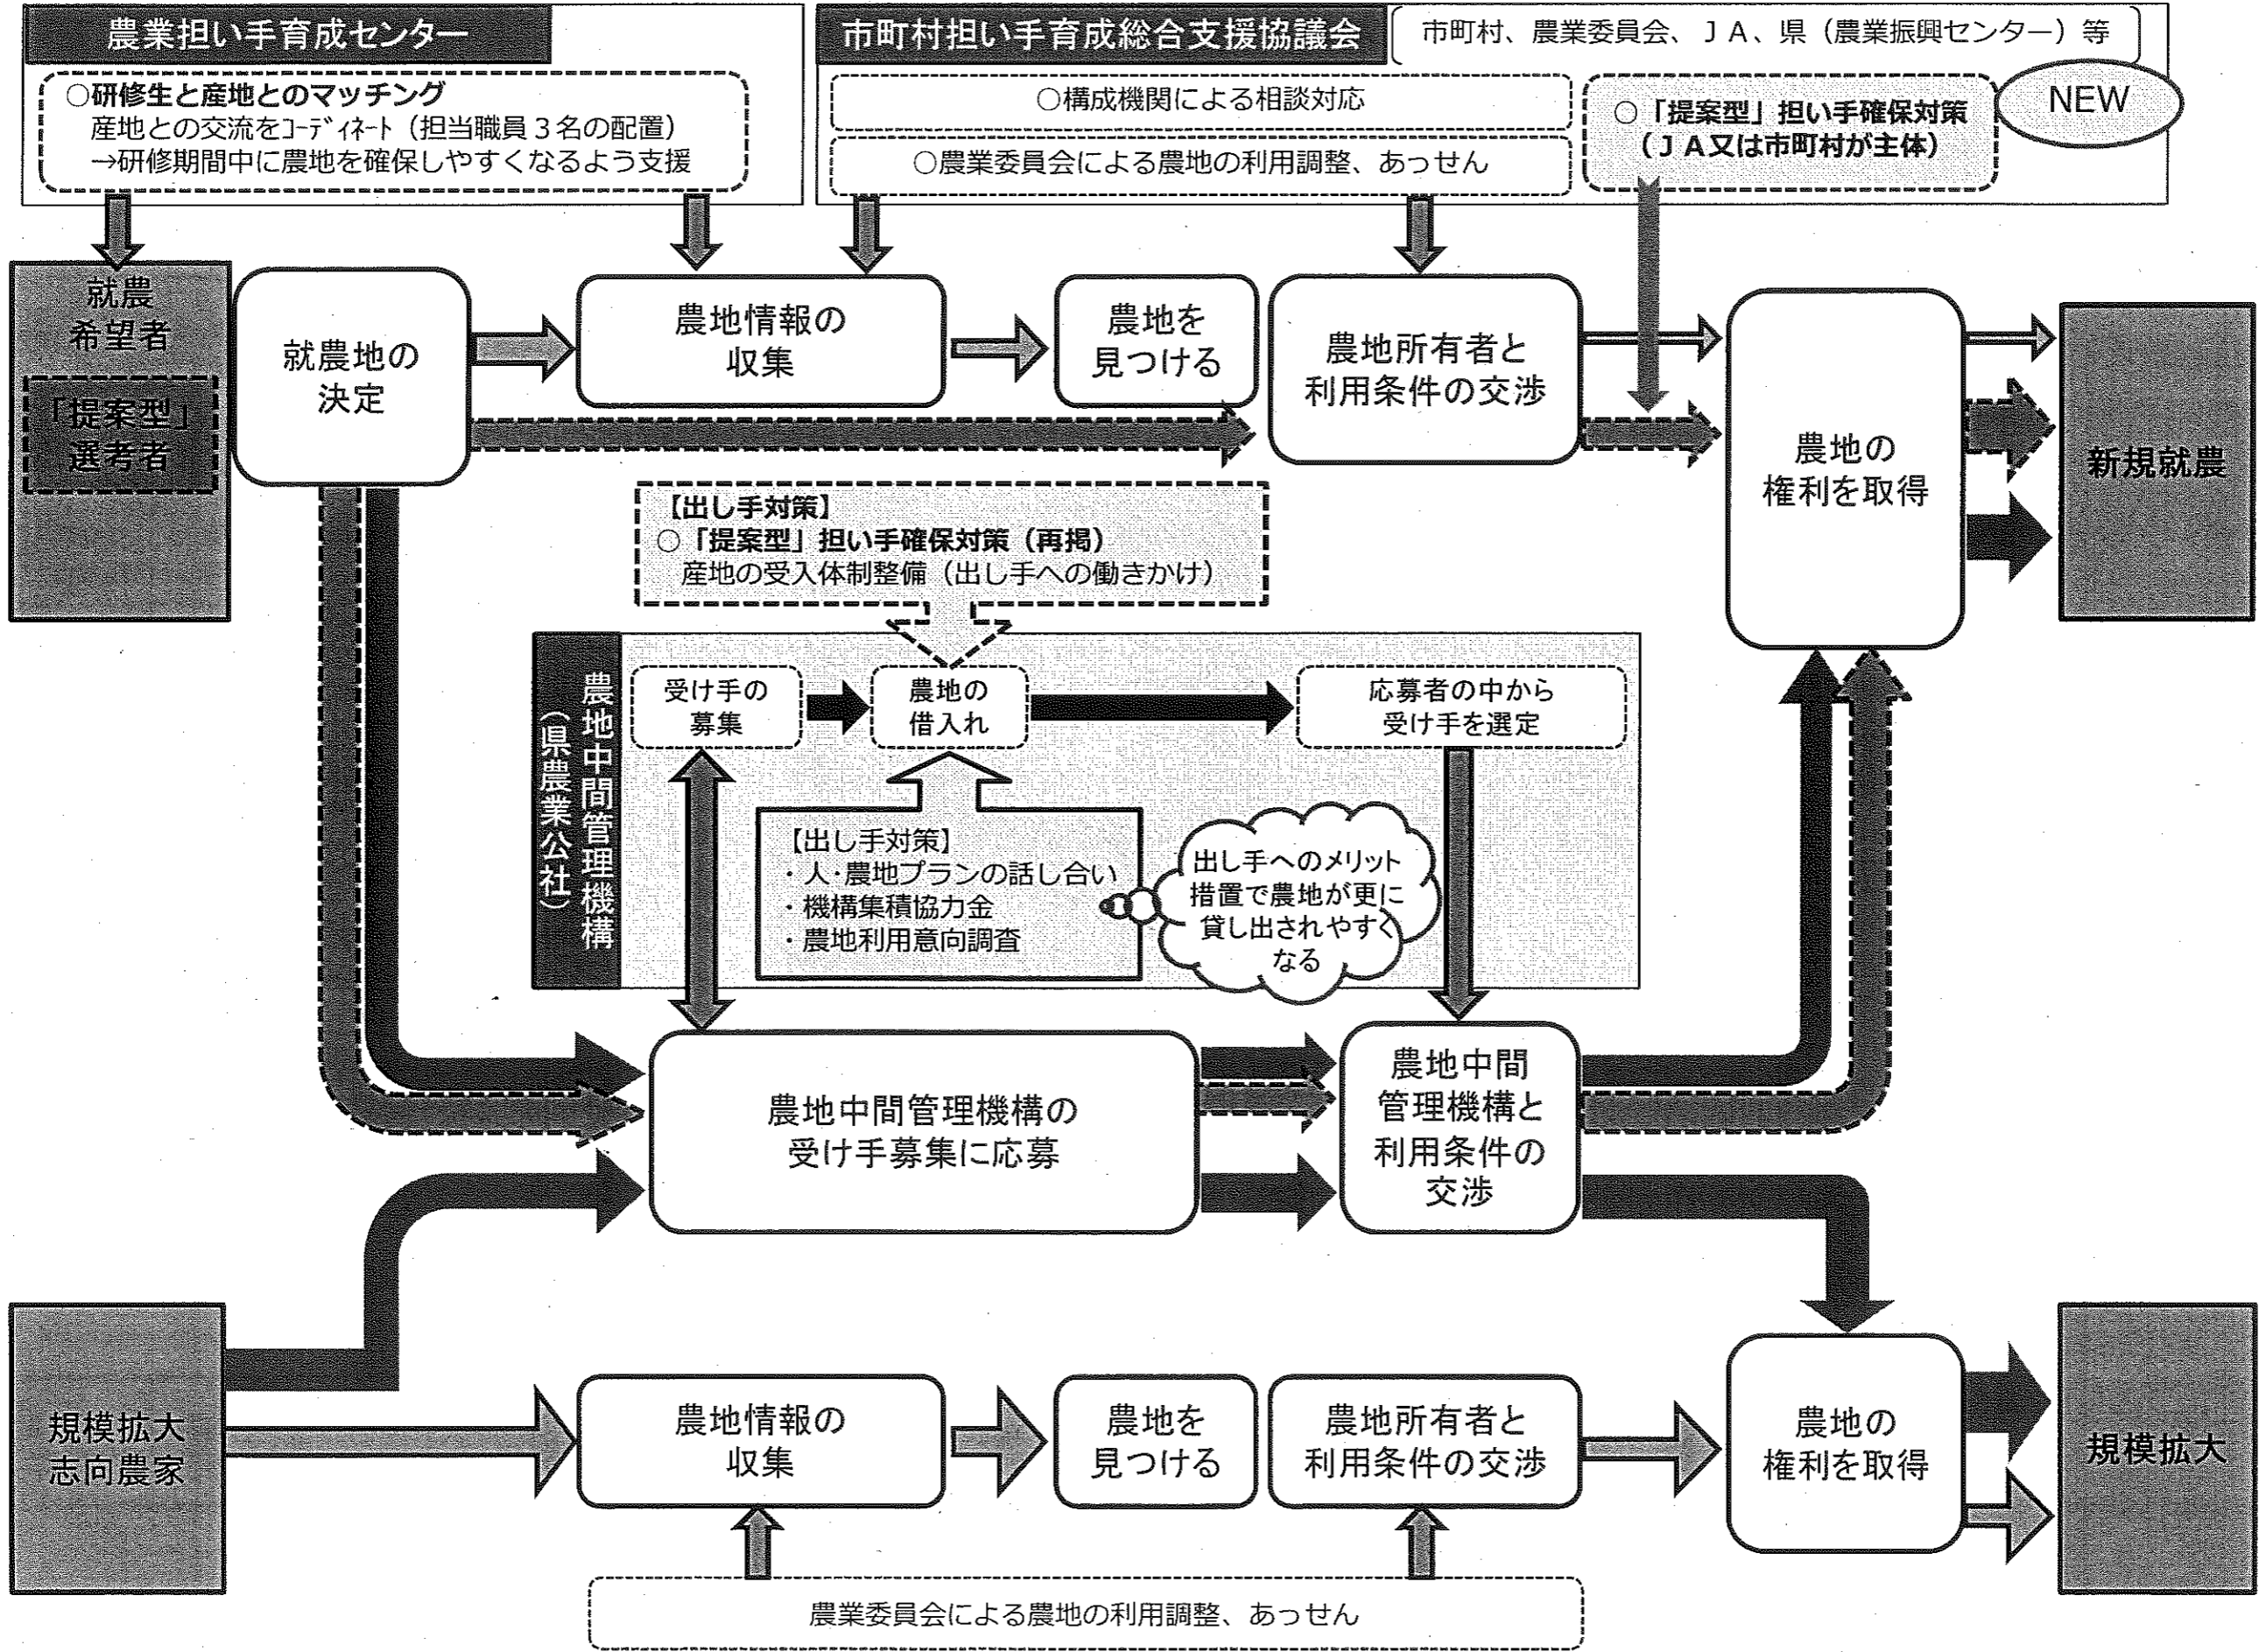 農業担い手育成センター
○研修生と産地とのマッチング
産地との交流をｺｰﾃﾞｨﾈｰﾄ（担当職員３名の配置）
→研修期間中に農地を確保しやすくなるよう支援
市町村担い手育成総合支援協議会
市町村、農業委員会、ＪＡ、県（農業振興センター）等
○構成機関による相談対応
○農業委員会による農地の利用調整、あっせん
○「提案型」担い手確保対策
（ＪＡ又は市町村が主体）
NEW
就農
希望者
「提案型」
選考者
就農地の
決定
農地情報の
収集
農地を
見つける
農地所有者と
利用条件の交渉
農地の
権利を取得
新規就農
【出し手対策】
○「提案型」担い手確保対策（再掲）
産地の受入体制整備（出し手への働きかけ）
農地中間管理機構
（県農業公社）
受け手の
募集
農地の
借入れ
応募者の中から
受け手を選定
【出し手対策】
・人・農地プランの話し合い
・機構集積協力金
・農地利用意向調査
出し手へのメリット
措置で農地が更に
貸し出されやすく
なる
農地中間管理機構の
受け手募集に応募
農地中間
管理機構と
利用条件の
交渉
規模拡大
志向農家
農地情報の
収集
農地を
見つける
農地所有者と
利用条件の交渉
農地の
権利を取得
規模拡大
農業委員会による農地の利用調整、あっせん